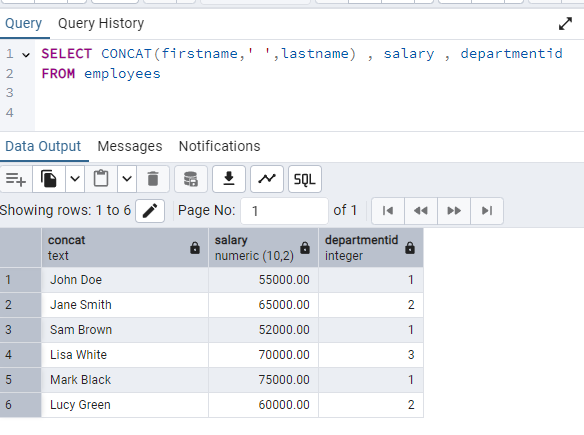 Query Query History
1 SELECT CONCAT(firstname,' ',lastname) , salary , departmentid
2 FROM employees
3
4
Data Output Messages Notifications
SQL
Showing rows: 1 to 6 Page No: 1 of 1
concat salary departmentid
text numeric (10,2) integer
1 John Doe 55000.00 1
2 Jane Smith 65000.00 2
3 Sam Brown 52000.00 1
4 Lisa White 70000.00 3
5 Mark Black 75000.00 1
6 Lucy Green 60000.00 2